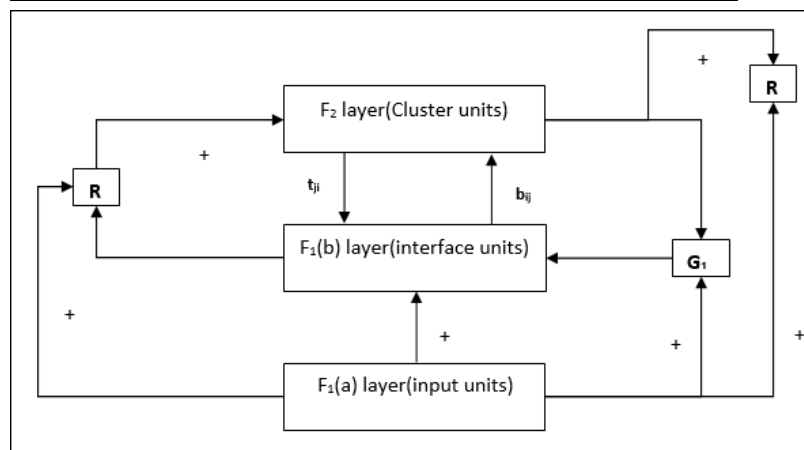 +
R
F₂ layer(Cluster units)
+
R
tⱼᵢ
bᵢⱼ
F₁(b) layer(interface units)
G₁
+
+
+
+
F₁(a) layer(input units)